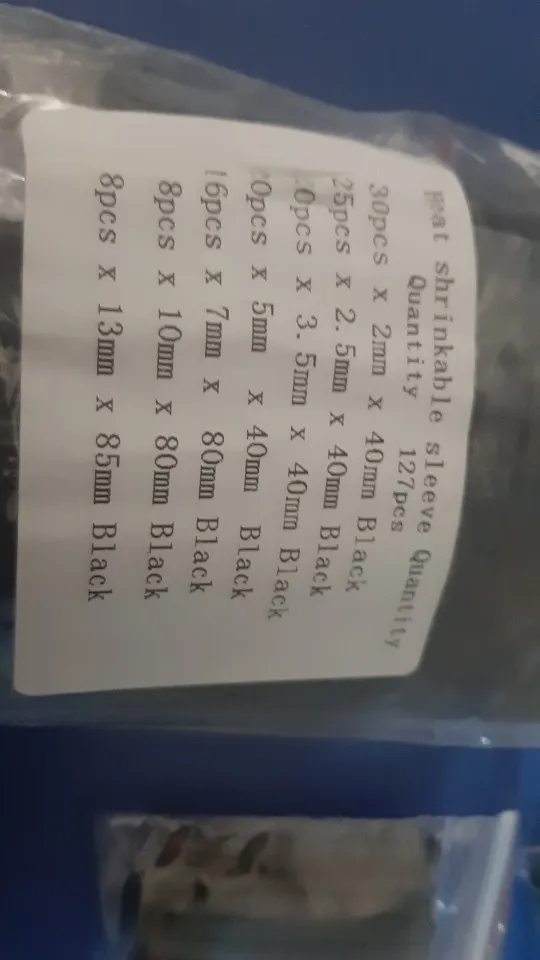 shrinkable sleeve Quantity
Quantity 127pcs
30pcs x 2mm x 40mm Black
25pcs x 2.5mm x 40mm Black
x 3.5mm x 40mm Black
x 5mm x 40mm Black
16pcs x 7mm x 80mm Black
8pcs x 10mm x 80mm Black
8pcs x 13mm x 85mm Black